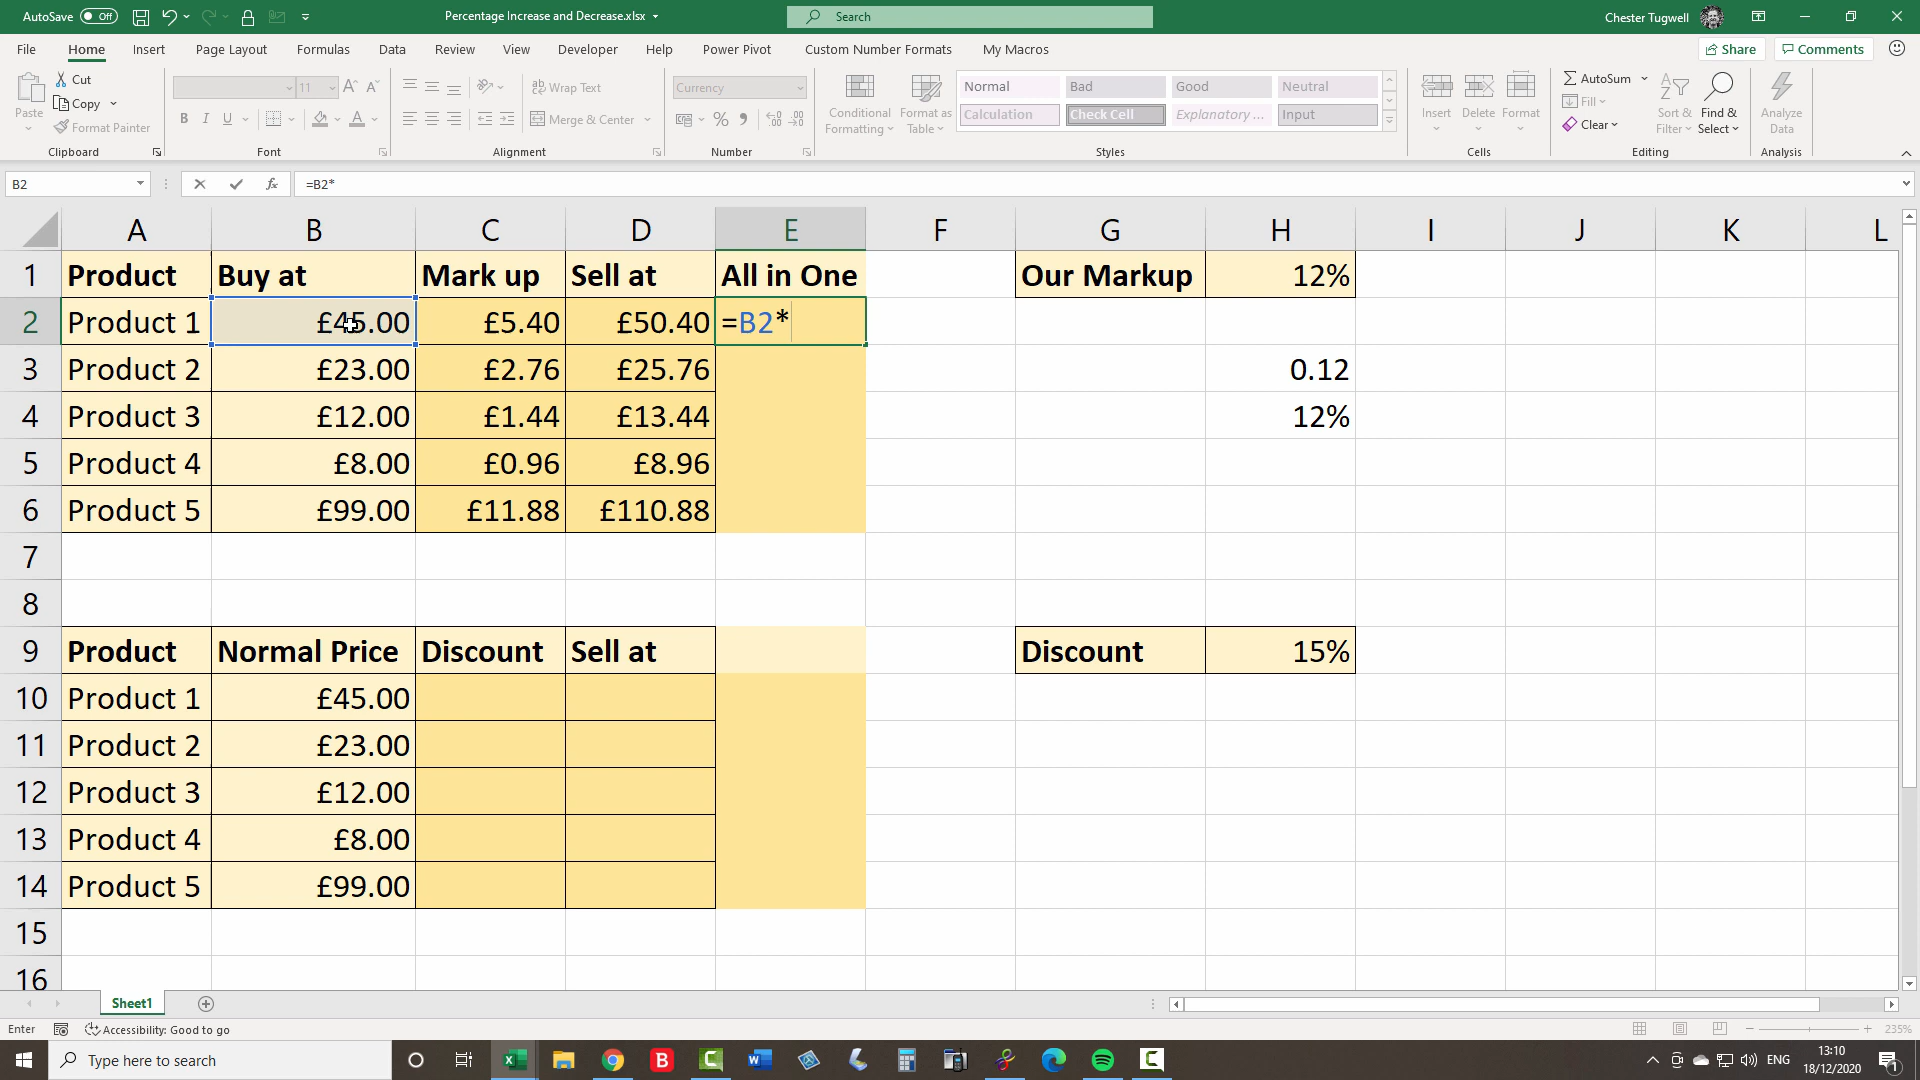 AutoSave Off Percentage Increase and Decrease.xlsx Search Chester Tugwell
File Home Insert Page Layout Formulas Data Review View Developer Help Power Pivot Custom Number Formats My Macros Share Comments
Paste Cut Copy Format Painter
Clipboard
11 B I U A
Font
Wrap Text
Merge & Center
Alignment
Currency
%
Number
Conditional Formatting Format as Table
Normal Bad Good Neutral
Calculation Check Cell Explanatory ... Input
Styles
Insert Delete Format
Cells
AutoSum
Fill
Clear
Sort & Filter Find & Select
Editing
Analyze Data
Analysis
B2 fx =B2*
A B C D E F G H I J K L
1 Product Buy at Mark up Sell at All in One Our Markup 12%
2 Product 1 £45.00 £5.40 £50.40 =B2*
3 Product 2 £23.00 £2.76 £25.76 0.12
4 Product 3 £12.00 £1.44 £13.44 12%
5 Product 4 £8.00 £0.96 £8.96
6 Product 5 £99.00 £11.88 £110.88
7
8
9 Product Normal Price Discount Sell at Discount 15%
10 Product 1 £45.00
11 Product 2 £23.00
12 Product 3 £12.00
13 Product 4 £8.00
14 Product 5 £99.00
15
16
Sheet1
Enter Accessibility: Good to go 235%
Type here to search ENG 13:10
18/12/2020